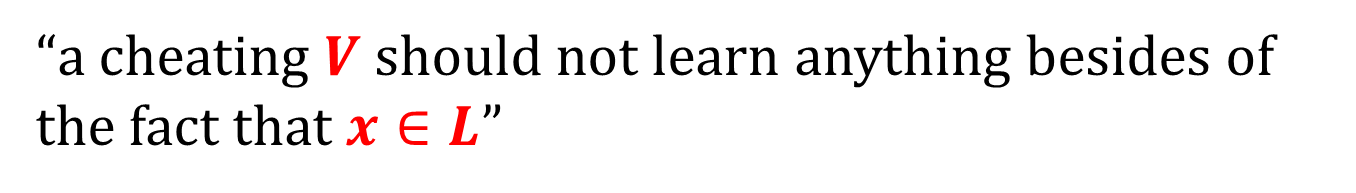 “a cheating V should not learn anything besides of
the fact that x ∈ L”